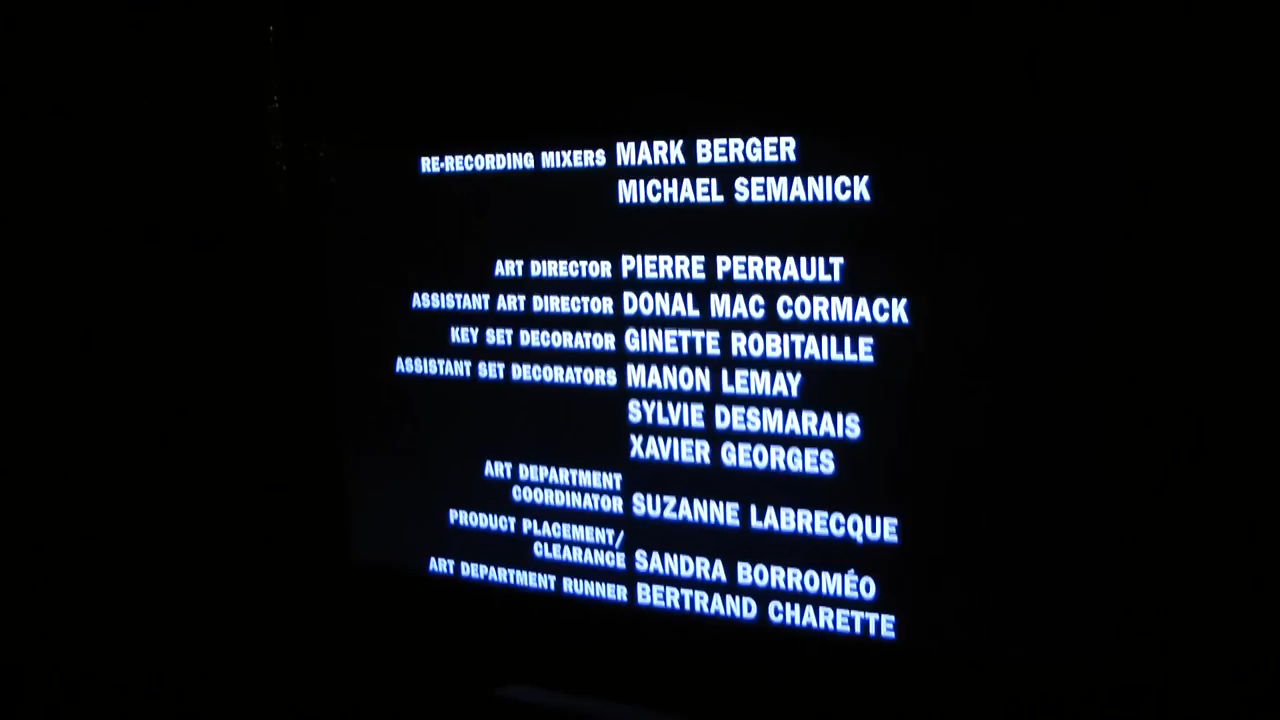 RE-RECORDING MIXERS MARK BERGER
MICHAEL SEMANICK
ART DIRECTOR PIERRE PERRAULT
ASSISTANT ART DIRECTOR DONAL MAC CORMACK
KEY SET DECORATOR GINETTE ROBITAILLE
ASSISTANT SET DECORATORS MANON LEMAY
SYLVIE DESMARAIS
XAVIER GEORGES
ART DEPARTMENT
COORDINATOR SUZANNE LABRECQUE
PRODUCT PLACEMENT/
CLEARANCE SANDRA BORROMÉO
ART DEPARTMENT RUNNER BERTRAND CHARETTE